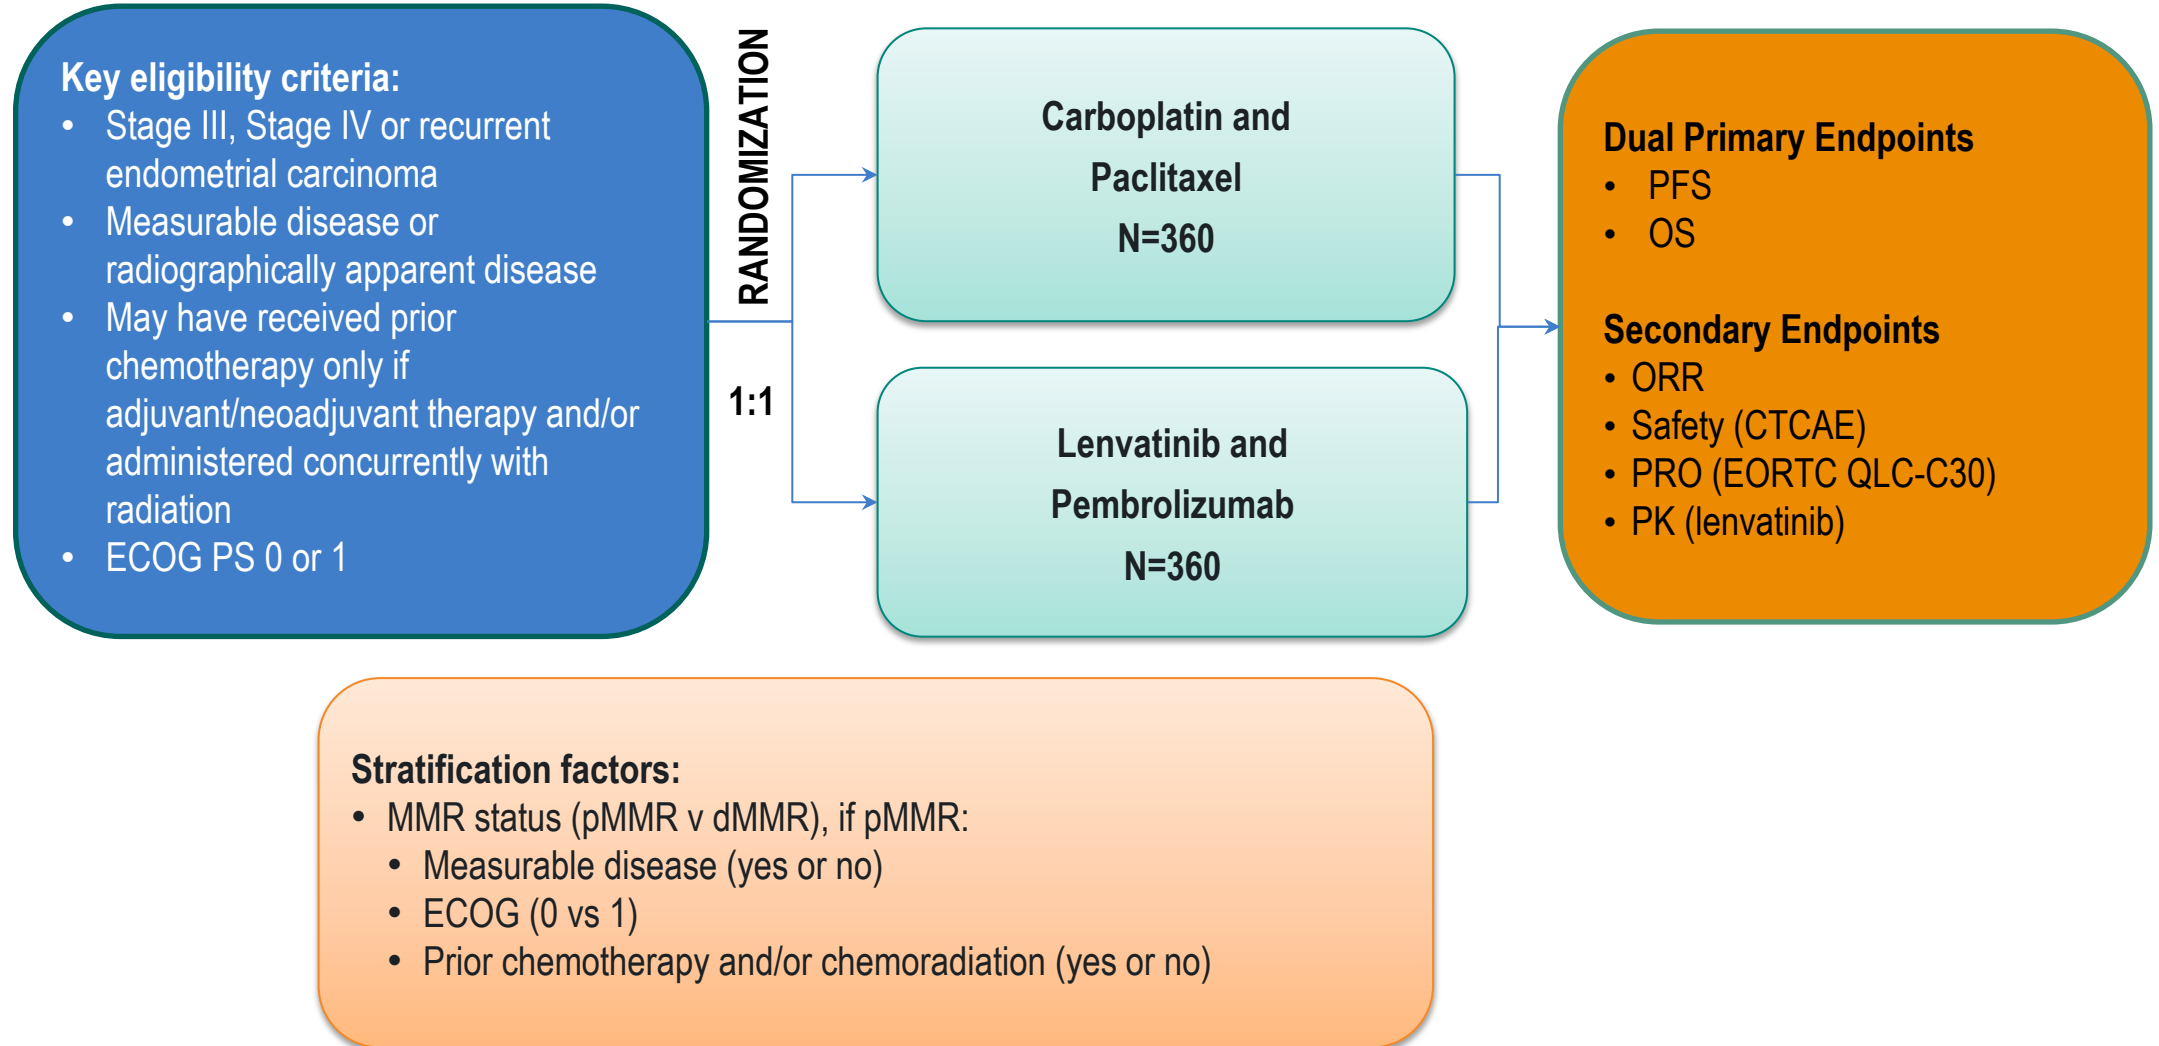 Key eligibility criteria:
• Stage III, Stage IV or recurrent
endometrial carcinoma
• Measurable disease or
radiographically apparent disease
• May have received prior
chemotherapy only if
adjuvant/neoadjuvant therapy and/or
administered concurrently with
radiation
• ECOG PS 0 or 1
RANDOMIZATION
1:1
Carboplatin and
Paclitaxel
N=360
Lenvatinib and
Pembrolizumab
N=360
Dual Primary Endpoints
• PFS
• OS
Secondary Endpoints
• ORR
• Safety (CTCAE)
• PRO (EORTC QLC-C30)
• PK (lenvatinib)
Stratification factors:
• MMR status (pMMR v dMMR), if pMMR:
• Measurable disease (yes or no)
• ECOG (0 vs 1)
• Prior chemotherapy and/or chemoradiation (yes or no)